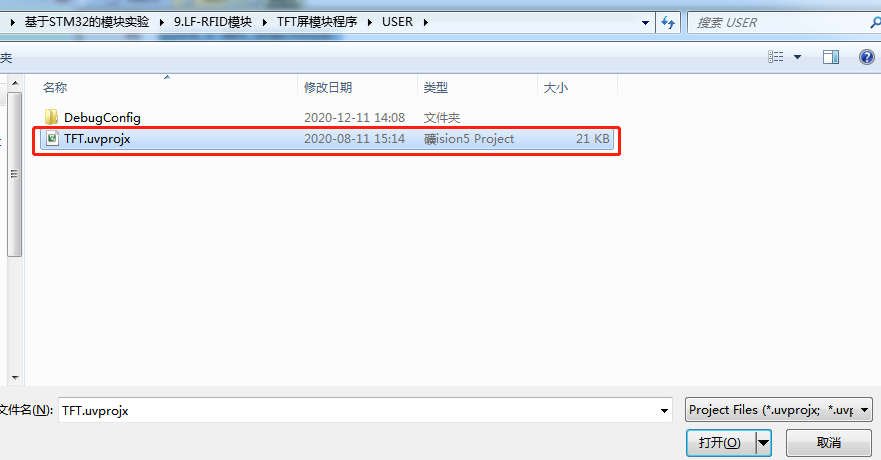 基于STM32的模块实验 9.LF-RFID模块 TFT屏模块程序 USER 搜索 USER
夹
名称 修改日期 类型 大小
DebugConfig 2020-12-11 14:08 文件夹
TFT.uvprojx 2020-08-11 15:14 礦ision5 Project 21 KB
文件名(N): TFT.uvprojx Project Files (*.uvprojx; *.uvp
打开(O) 取消